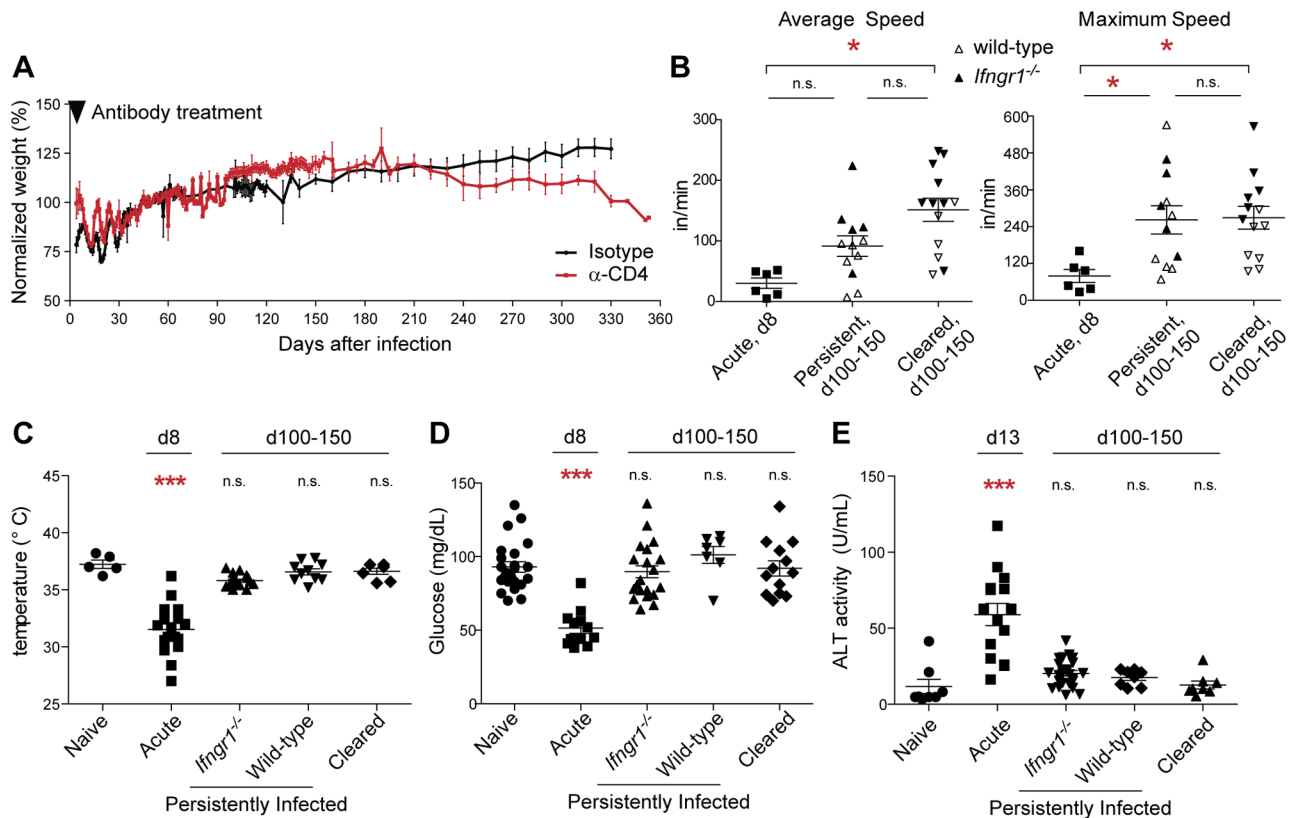 A
Normalized weight (%)
150
125
100
75
50
Antibody treatment
Isotype
α-CD4
0 30 60 90 120 150 180 210 240 270 300 330 360
Days after infection
B
Average Speed
*
n.s. n.s.
in/min
300
200
100
0
Acute, d8
Persistent, d100-150
Cleared, d100-150
wild-type
Ifngr1-/-
Maximum Speed
*
* n.s.
in/min
600
480
360
240
120
0
Acute, d8
Persistent, d100-150
Cleared, d100-150
C
d8 d100-150
*** n.s. n.s. n.s.
temperature (° C)
45
40
35
30
25
Naive
Acute
Ifngr1-/-
Wild-type
Cleared
Persistently Infected
D
d8 d100-150
*** n.s. n.s. n.s.
Glucose (mg/dL)
150
100
50
0
Naive
Acute
Ifngr1-/-
Wild-type
Cleared
Persistently Infected
E
d13 d100-150
*** n.s. n.s. n.s.
ALT activity (U/mL)
150
100
50
0
Naive
Acute
Ifngr1-/-
Wild-type
Cleared
Persistently Infected